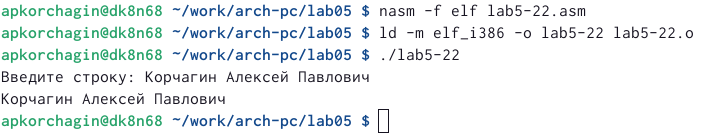 apkorchagin@dk8n68 ~/work/arch-pc/lab05 $ nasm -f elf lab5-22.asm
apkorchagin@dk8n68 ~/work/arch-pc/lab05 $ ld -m elf_i386 -o lab5-22 lab5-22.o
apkorchagin@dk8n68 ~/work/arch-pc/lab05 $ ./lab5-22
Введите строку: Корчагин Алексей Павлович
Корчагин Алексей Павлович
apkorchagin@dk8n68 ~/work/arch-pc/lab05 $